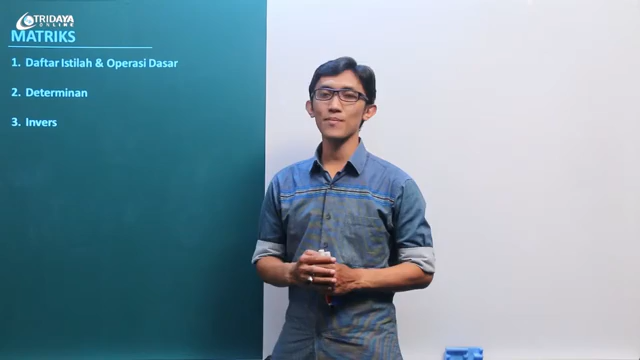 TRIDAYA
ONLINE
MATRIKS
1. Daftar Istilah & Operasi Dasar
2. Determinan
3. Invers